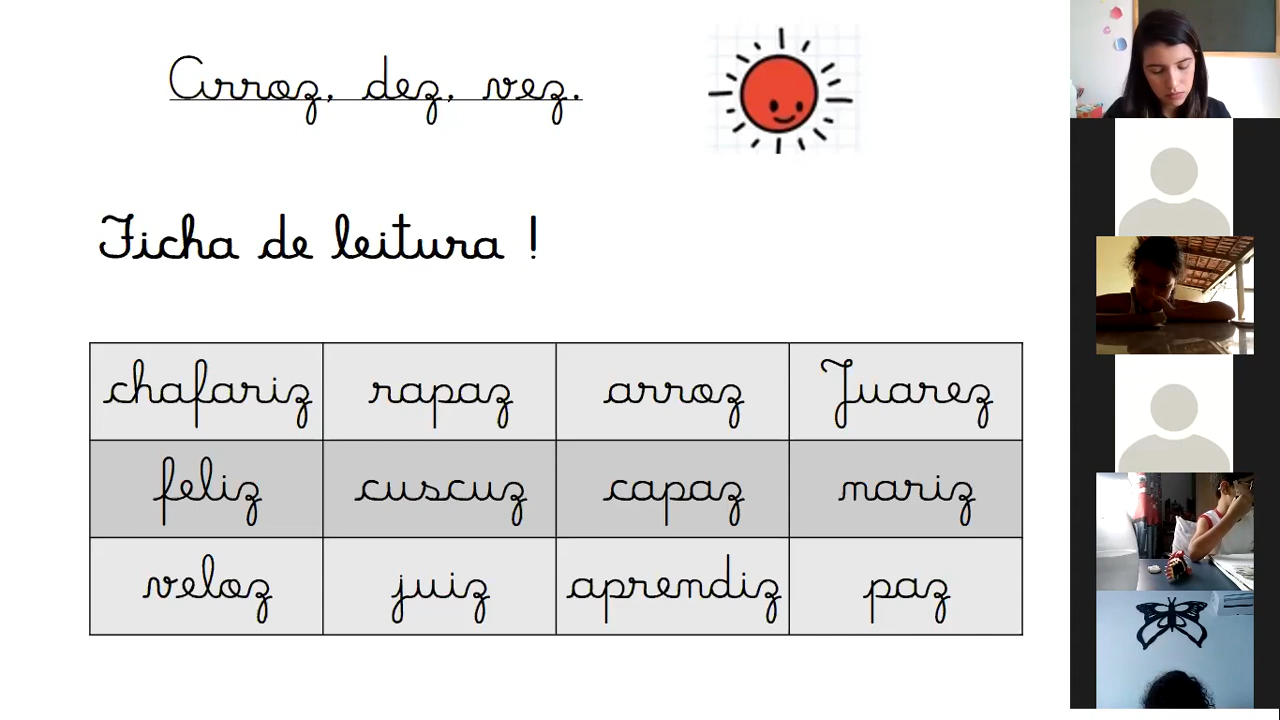 Arroz, dez, vez.
Ficha de leitura !
chafariz rapaz arroz Juarez
feliz cuscuz capaz nariz
veloz juiz aprendiz paz